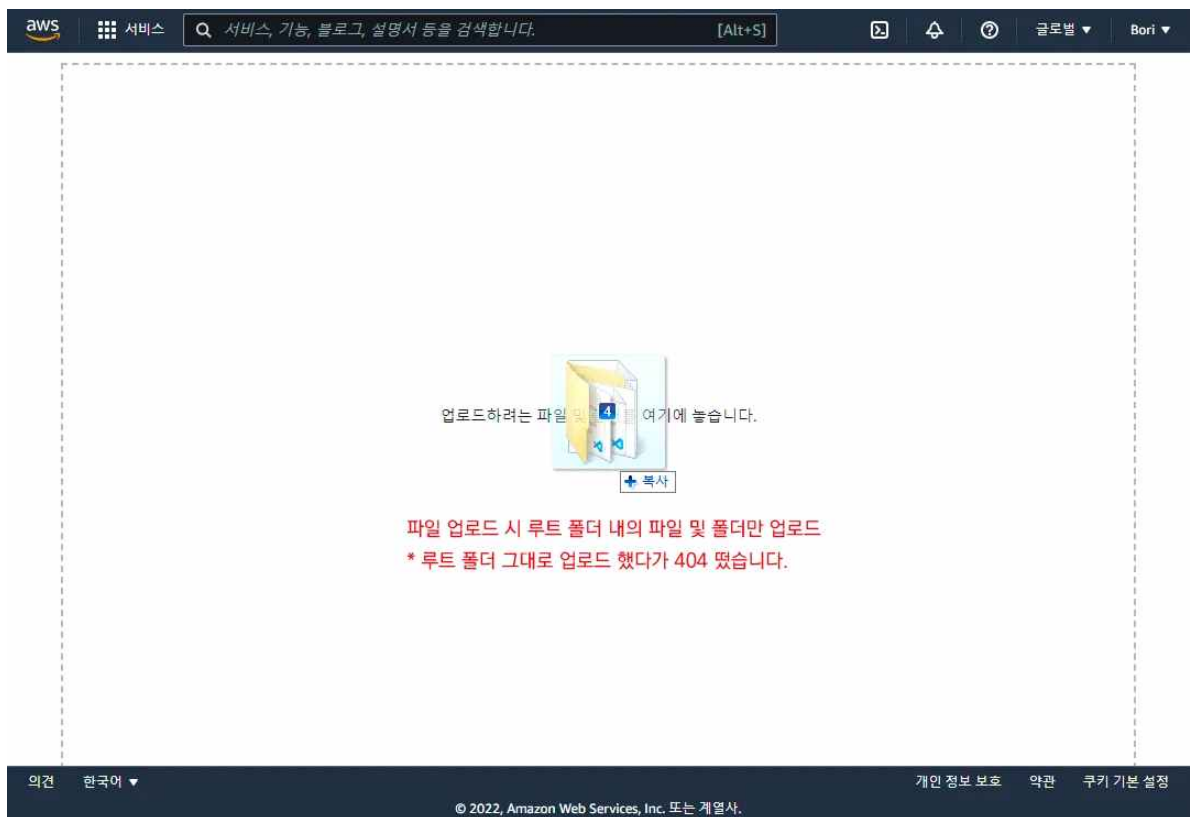 aws 서비스 서비스, 기능, 블로그, 설명서 등을 검색합니다. [Alt+S] 글로벌 ▼ Bori ▼
업로드하려는 파일 및 4 를 여기에 놓습니다.
복사
파일 업로드 시 루트 폴더 내의 파일 및 폴더만 업로드
* 루트 폴더 그대로 업로드 했다가 404 떴습니다.
의견 한국어 ▼ 개인 정보 보호 약관 쿠키 기본 설정
© 2022, Amazon Web Services, Inc. 또는 계열사.